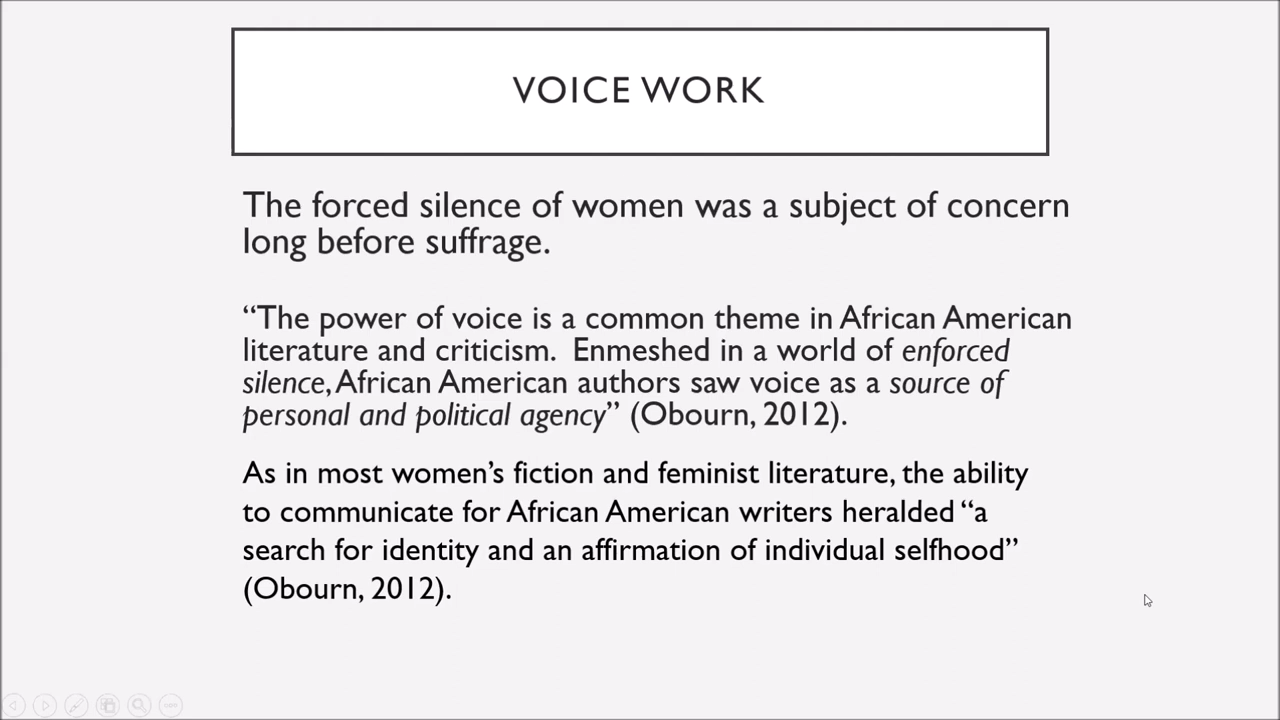 VOICE WORK
The forced silence of women was a subject of concern
long before suffrage.
“The power of voice is a common theme in African American
literature and criticism.  Enmeshed in a world of enforced
silence, African American authors saw voice as a source of
personal and political agency” (Obourn, 2012).
As in most women’s fiction and feminist literature, the ability
to communicate for African American writers heralded “a
search for identity and an affirmation of individual selfhood”
(Obourn, 2012).